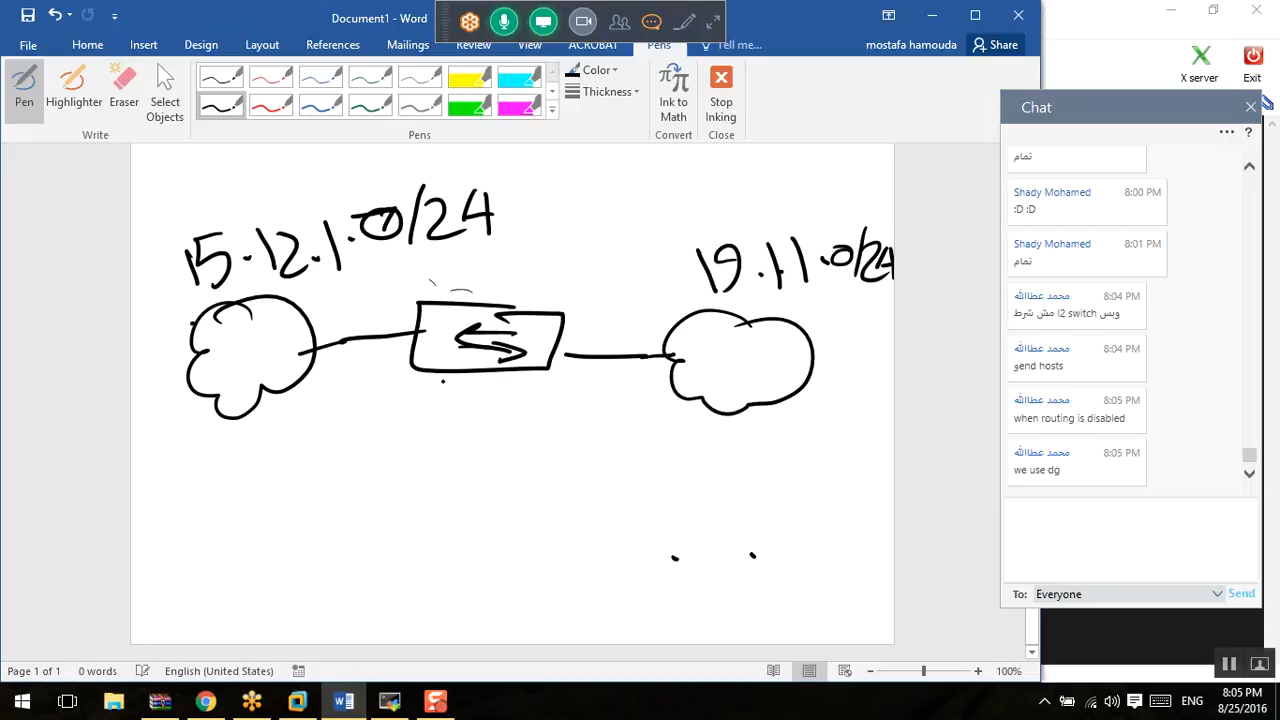 Document1 - Word
File Home Insert Design Layout References Mailings Review View ACROBAT Pens Tell me...
mostafa hamouda Share
Pen Highlighter Eraser Select Objects
Color
Thickness
Ink to Math
Stop Inking
Write Pens Convert Close
X server Exit
Chat
... ?
تمام
Shady Mohamed 8:00 PM
:D :D
Shady Mohamed 8:01 PM
تمام
محمد عطاالله 8:04 PM
وبس l2 switch مش شرط
محمد عطاالله 8:04 PM
وend hosts
محمد عطاالله 8:05 PM
when routing is disabled
محمد عطاالله 8:05 PM
we use dg
To: Everyone Send
15.12.1.0/24
19.11.0/24
Page 1 of 1 0 words English (United States) 100%
ENG 8:05 PM
8/25/2016